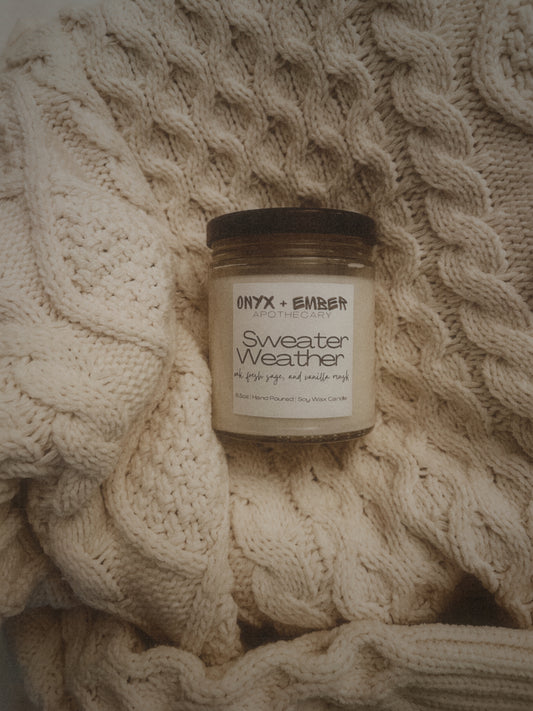 ONYX + EMBER
APOTHECARY
Sweater
Weather
oak, fresh sage, and vanilla musk
Hand Poured | Soy Wax Candle